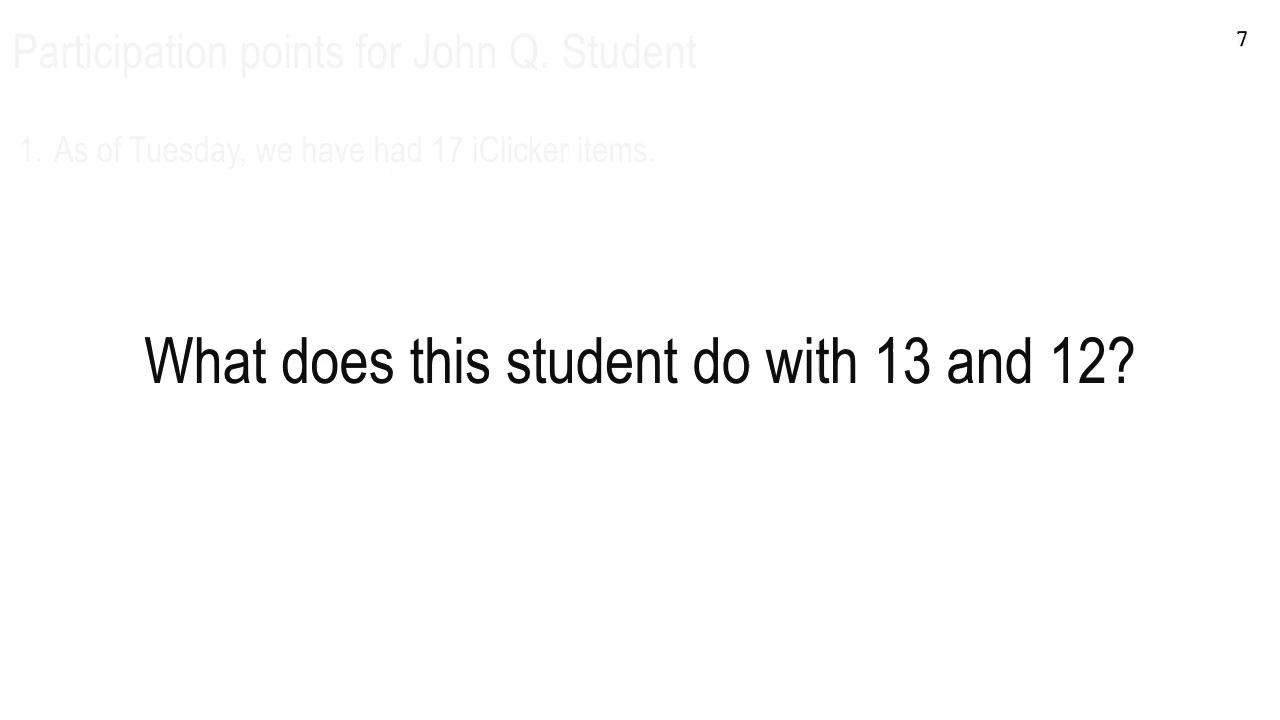 Participation points for John Q. Student
7
1. As of Tuesday, we have had 17 iClicker items.
What does this student do with 13 and 12?